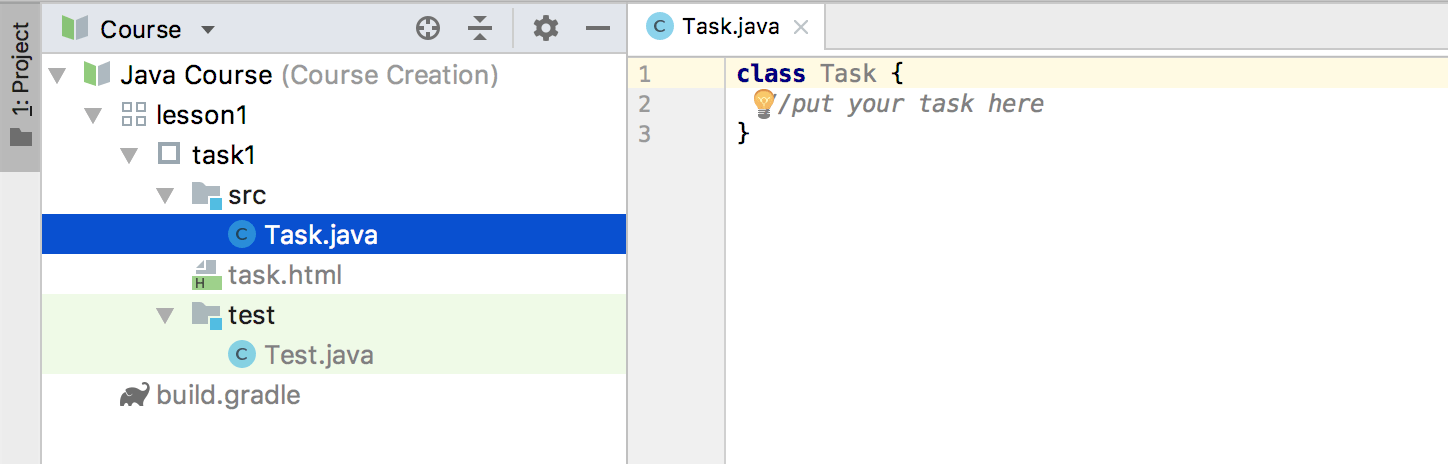 1: Project
Course
Java Course (Course Creation)
lesson1
task1
src
C Task.java
H task.html
test
C Test.java
build.gradle
C Task.java
1 class Task {
2 /put your task here
3 }